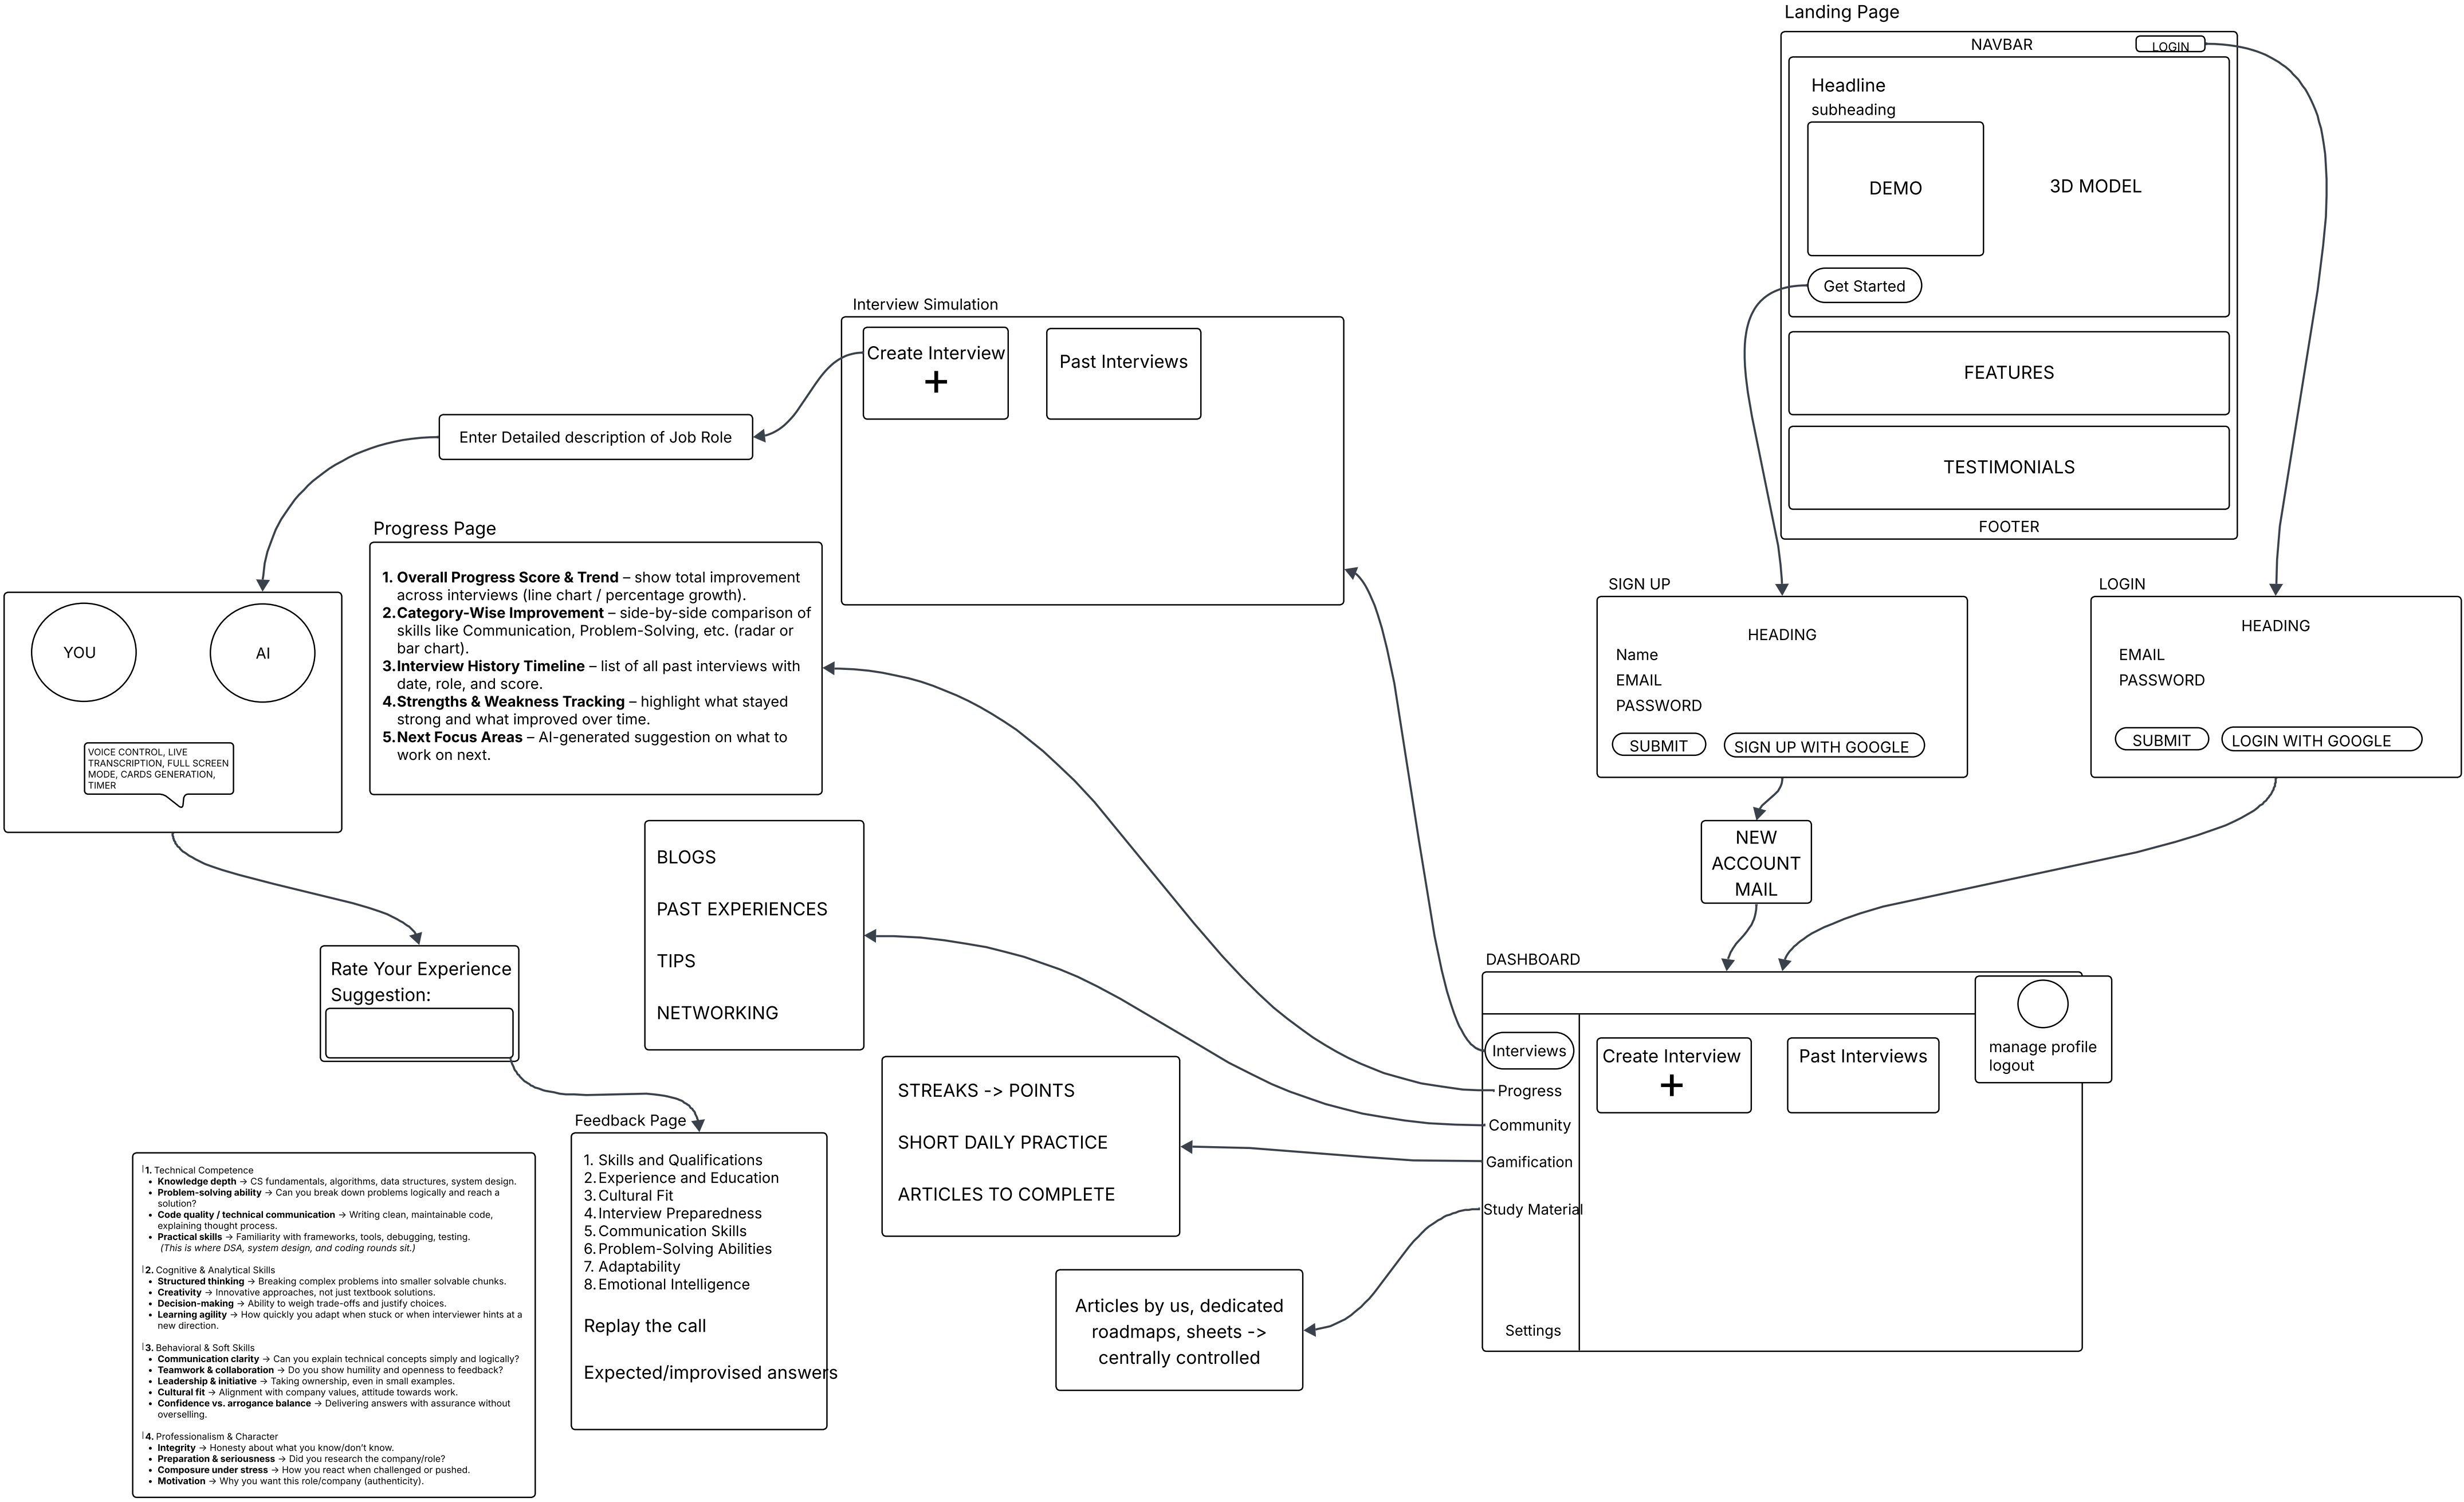 Landing Page
NAVBAR
LOGIN
Headline
subheading
DEMO
3D MODEL
Get Started
FEATURES
TESTIMONIALS
FOOTER
Interview Simulation
Create Interview
+
Past Interviews
Enter Detailed description of Job Role
Progress Page
1. Overall Progress Score & Trend – show total improvement
across interviews (line chart / percentage growth).
2. Category-Wise Improvement – side-by-side comparison of
skills like Communication, Problem-Solving, etc. (radar or
bar chart).
3. Interview History Timeline – list of all past interviews with
date, role, and score.
4. Strengths & Weakness Tracking – highlight what stayed
strong and what improved over time.
5. Next Focus Areas – AI-generated suggestion on what to
work on next.
YOU
AI
VOICE CONTROL, LIVE
TRANSCRIPTION, FULL SCREEN
MODE, CARDS GENERATION,
TIMER
SIGN UP
HEADING
Name
EMAIL
PASSWORD
SUBMIT
SIGN UP WITH GOOGLE
LOGIN
HEADING
EMAIL
PASSWORD
SUBMIT
LOGIN WITH GOOGLE
NEW
ACCOUNT
MAIL
BLOGS
PAST EXPERIENCES
TIPS
NETWORKING
Rate Your Experience
Suggestion:
DASHBOARD
manage profile
logout
Interviews
Progress
Community
Gamification
Study Material
Settings
Create Interview
+
Past Interviews
STREAKS -> POINTS
SHORT DAILY PRACTICE
ARTICLES TO COMPLETE
Articles by us, dedicated
roadmaps, sheets ->
centrally controlled
Feedback Page
1. Skills and Qualifications
2. Experience and Education
3. Cultural Fit
4. Interview Preparedness
5. Communication Skills
6. Problem-Solving Abilities
7. Adaptability
8. Emotional Intelligence
Replay the call
Expected/improvised answers
1. Technical Competence
• Knowledge depth → CS fundamentals, algorithms, data structures, system design.
• Problem-solving ability → Can you break down problems logically and reach a
solution?
• Code quality / technical communication → Writing clean, maintainable code,
explaining thought process.
• Practical skills → Familiarity with frameworks, tools, debugging, testing.
(This is where DSA, system design, and coding rounds sit.)
2. Cognitive & Analytical Skills
• Structured thinking → Breaking complex problems into smaller solvable chunks.
• Creativity → Innovative approaches, not just textbook solutions.
• Decision-making → Ability to weigh trade-offs and justify choices.
• Learning agility → How quickly you adapt when stuck or when interviewer hints at a
new direction.
3. Behavioral & Soft Skills
• Communication clarity → Can you explain technical concepts simply and logically?
• Teamwork & collaboration → Do you show humility and openness to feedback?
• Leadership & initiative → Taking ownership, even in small examples.
• Cultural fit → Alignment with company values, attitude towards work.
• Confidence vs. arrogance balance → Delivering answers with assurance without
overselling.
4. Professionalism & Character
• Integrity → Honesty about what you know/don't know.
• Preparation & seriousness → Did you research the company/role?
• Composure under stress → How you react when challenged or pushed.
• Motivation → Why you want this role/company (authenticity).